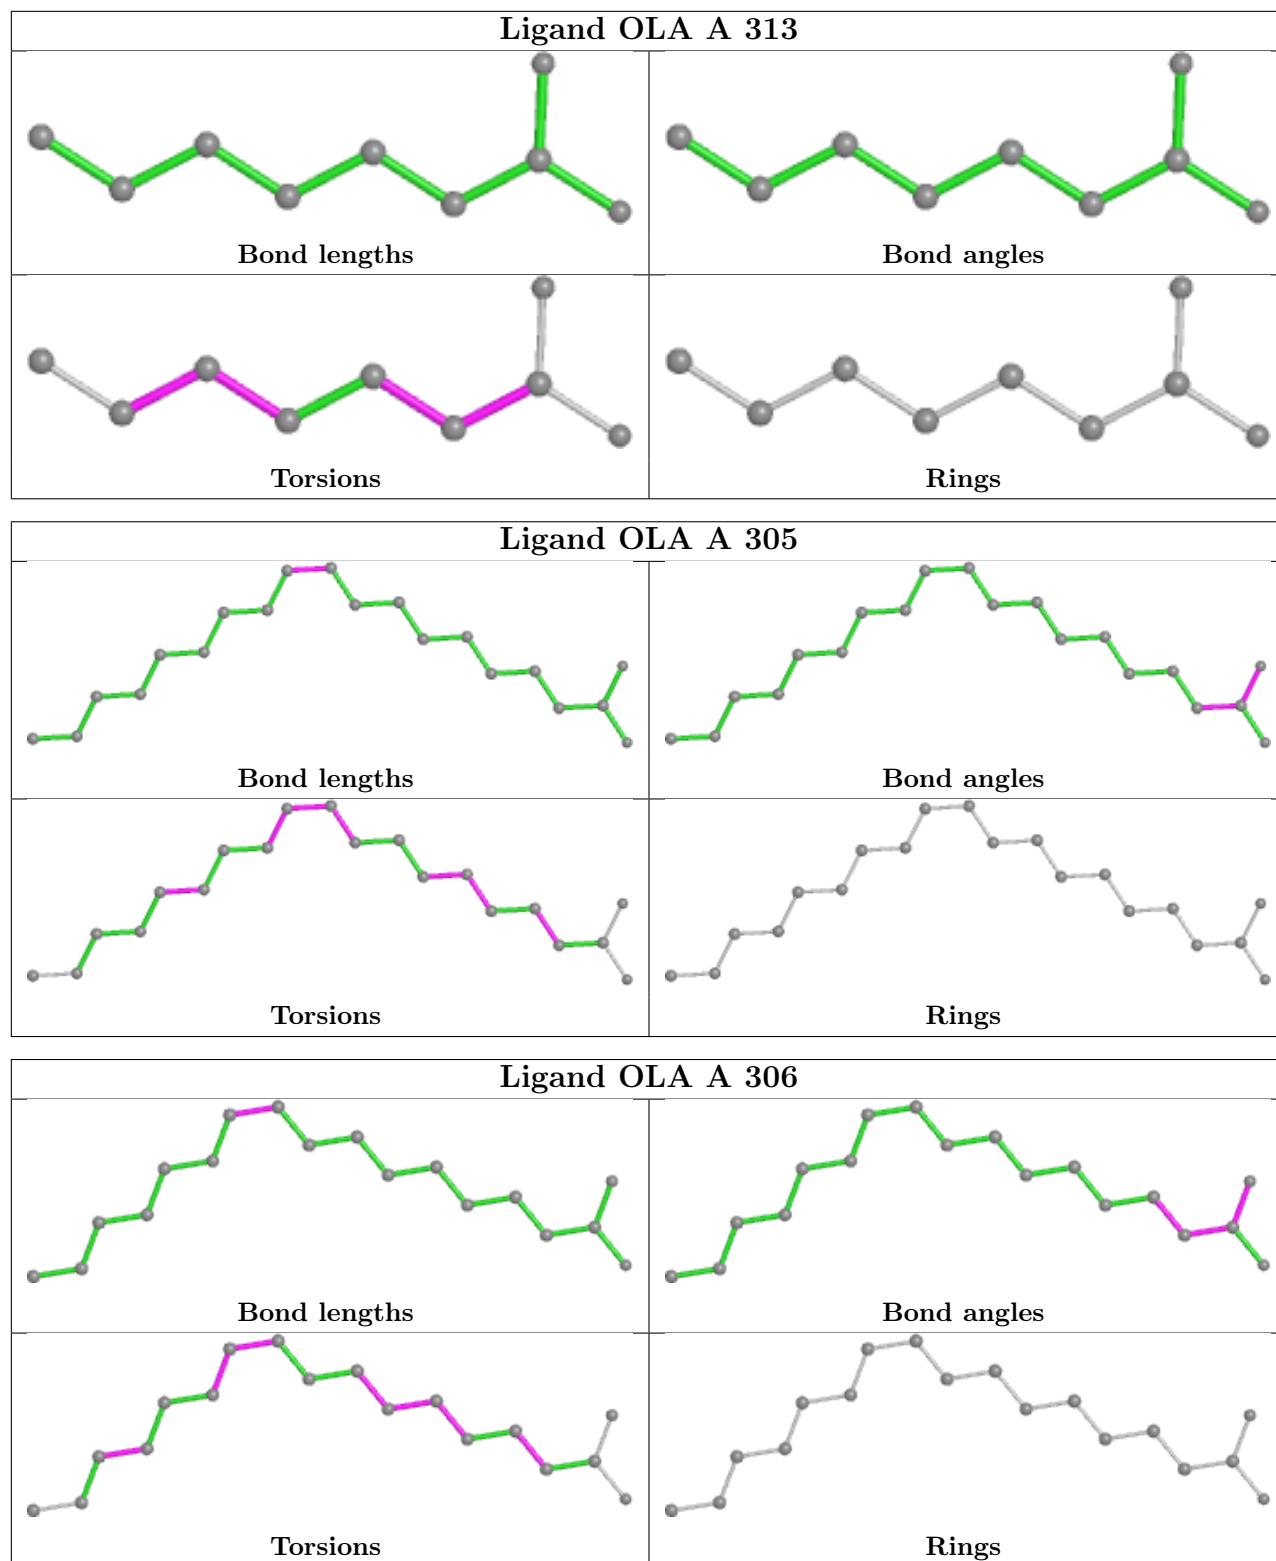 Ligand OLA A 313
Bond lengths
Bond angles
Torsions
Rings
Ligand OLA A 305
Bond lengths
Bond angles
Torsions
Rings
Ligand OLA A 306
Bond lengths
Bond angles
Torsions
Rings